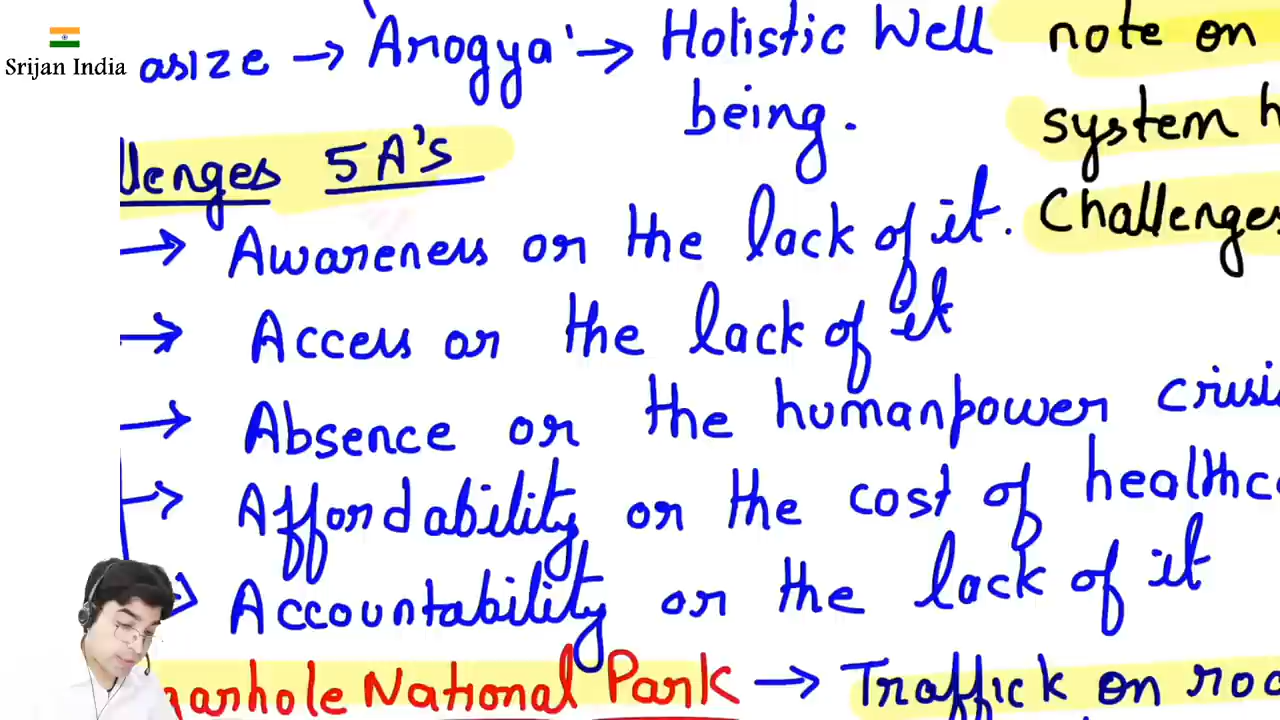 Srijan India
asize → 'Arogya' → Holistic Well being.
note on
system h
Challenges
llenges 5A's
→ Awareness or the lack of it.
→ Access or the lack of it
→ Absence or the humanpower crisi
→ Affordability or the cost of healthca
→ Accountability or the lack of it
arhole National Park → Traffick on roa